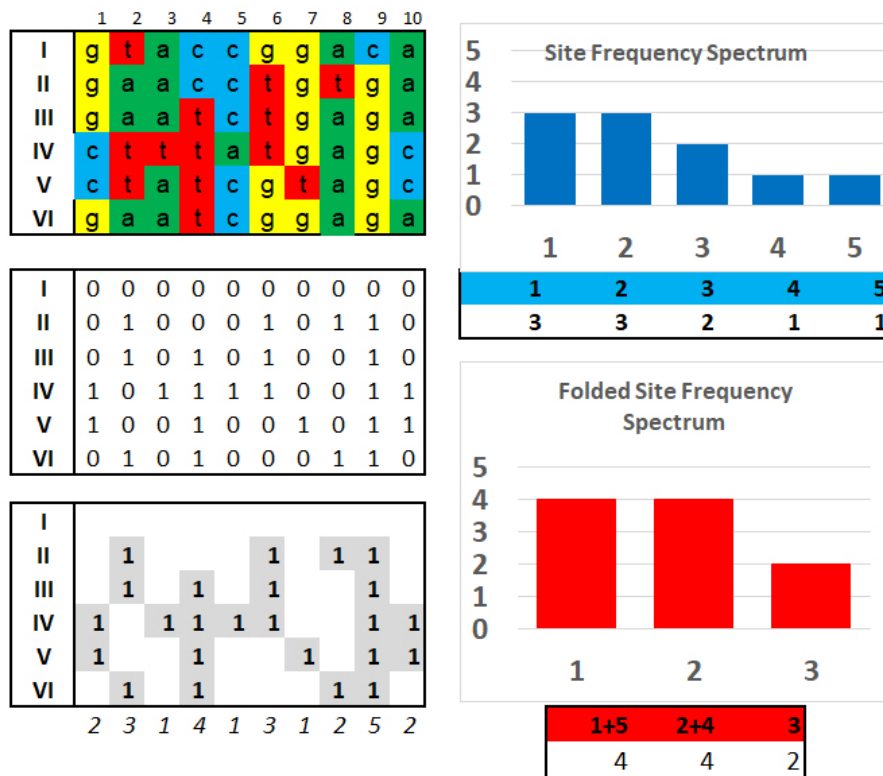 1 2 3 4 5 6 7 8 9 10
I g t a c c g g a c a
II g a a c c t g t g a
III g a a t c t g a g a
IV c t t t a t g a g c
V c t a t c g t a g c
VI g a a t c g g a g a
I 0 0 0 0 0 0 0 0 0 0
II 0 1 0 0 0 1 0 1 1 0
III 0 1 0 1 0 1 0 0 1 0
IV 1 0 1 1 1 1 0 0 1 1
V 1 0 0 1 0 0 1 0 1 1
VI 0 1 0 1 0 0 0 1 1 0
I
II 1 1 1 1
III 1 1 1 1
IV 1 1 1 1 1 1 1
V 1 1 1 1 1
VI 1 1 1 1
2 3 1 4 1 3 1 2 5 2
Site Frequency Spectrum
5
4
3
2
1
0
1 2 3 4 5
1 2 3 4 5
3 3 2 1 1
Folded Site Frequency
Spectrum
5
4
3
2
1
0
1 2 3
1+5 2+4 3
4 4 2